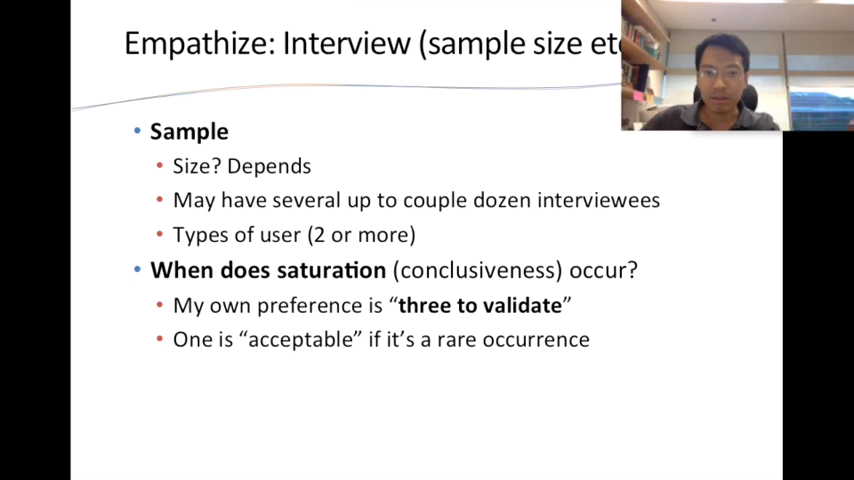 Empathize: Interview (sample size etc
• Sample
• Size? Depends
• May have several up to couple dozen interviewees
• Types of user (2 or more)
• When does saturation (conclusiveness) occur?
• My own preference is “three to validate”
• One is “acceptable” if it’s a rare occurrence